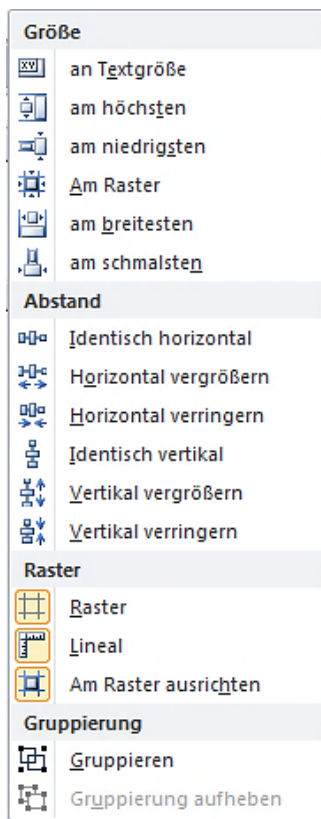 Größe
an Textgröße
am höchsten
am niedrigsten
Am Raster
am breitesten
am schmalsten
Abstand
Identisch horizontal
Horizontal vergrößern
Horizontal verringern
Identisch vertikal
Vertikal vergrößern
Vertikal verringern
Raster
Raster
Lineal
Am Raster ausrichten
Gruppierung
Gruppieren
Gruppierung aufheben